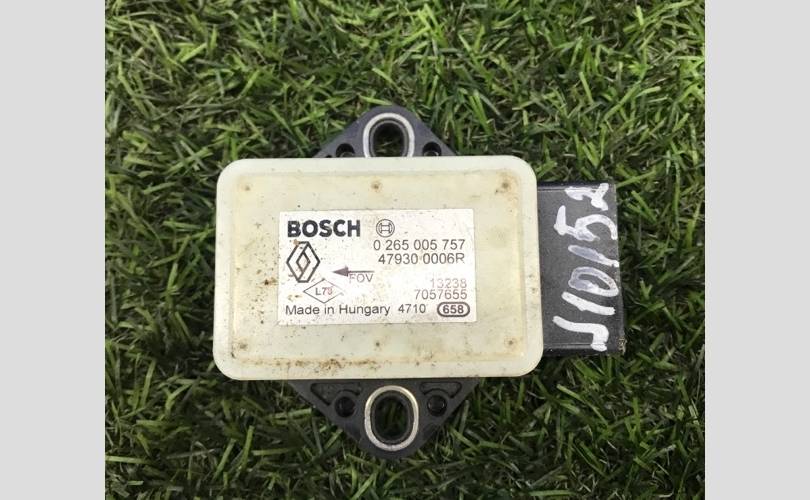 BOSCH
0 265 005 757
47930 0006R
FOV
13238
L73
7057655
Made in Hungary 4710 658
J10152